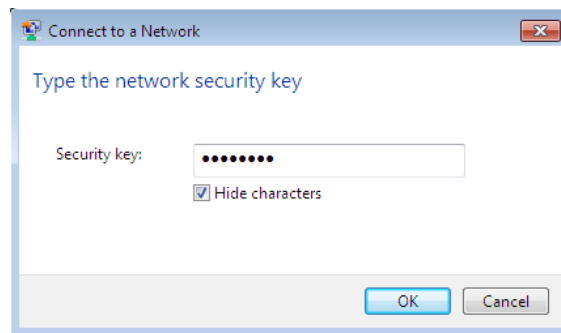 Connect to a Network
Type the network security key
Security key: ••••••••
Hide characters
OK Cancel